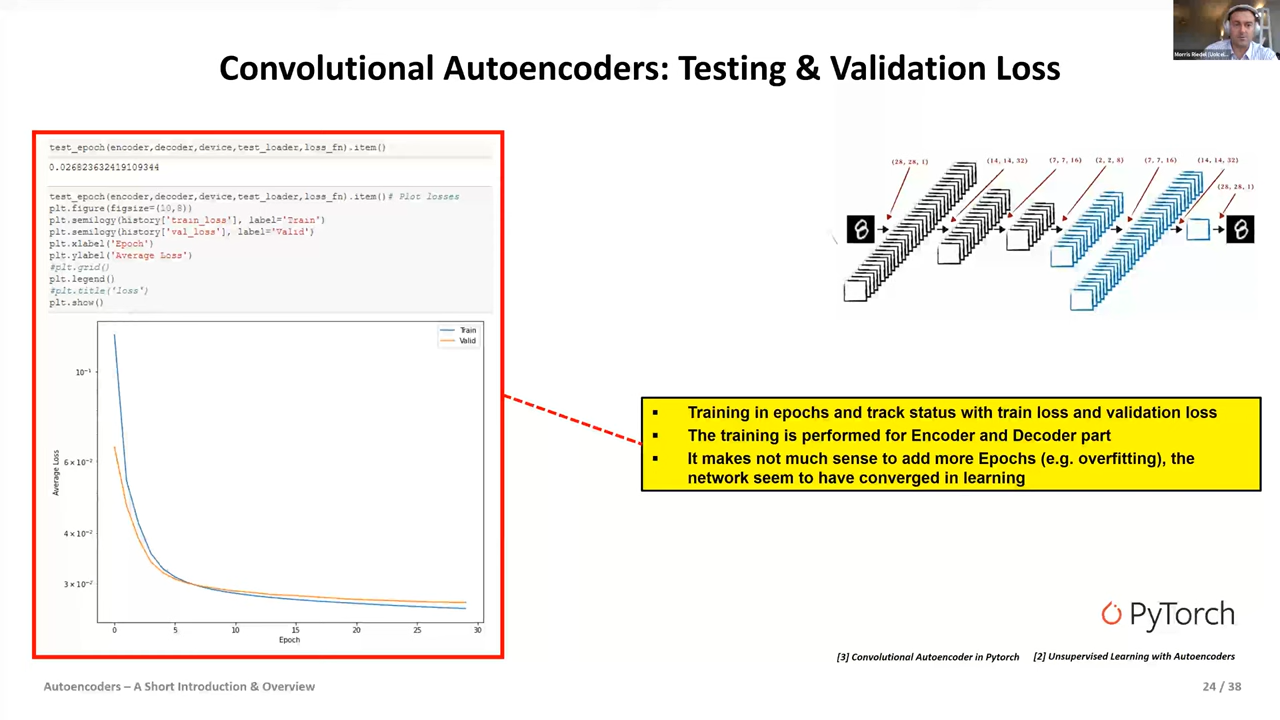 Convolutional Autoencoders: Testing & Validation Loss
test_epoch(encoder,decoder,device,test_loader,loss_fn).item()
0.026823632419109344
test_epoch(encoder,decoder,device,test_loader,loss_fn).item()# Plot losses
plt.figure(figsize=(10,8))
plt.semilogy(history['train_loss'], label='Train')
plt.semilogy(history['val_loss'], label='Valid')
plt.xlabel('Epoch')
plt.ylabel('Average Loss')
#plt.grid()
plt.legend()
#plt.title('loss')
plt.show()
Train
Valid
10⁻¹
6×10⁻²
4×10⁻²
3×10⁻²
Average Loss
0 5 10 15 20 25 30
Epoch
(28, 28, 1) (14, 14, 32) (7, 7, 16) (2, 2, 8) (7, 7, 16) (14, 14, 32)
(28, 28, 1)
8 8
▪ Training in epochs and track status with train loss and validation loss
▪ The training is performed for Encoder and Decoder part
▪ It makes not much sense to add more Epochs (e.g. overfitting), the
network seem to have converged in learning
PyTorch
[3] Convolutional Autoencoder in Pytorch [2] Unsupervised Learning with Autoencoders
Autoencoders – A Short Introduction & Overview
24 / 38
Morris Riedel